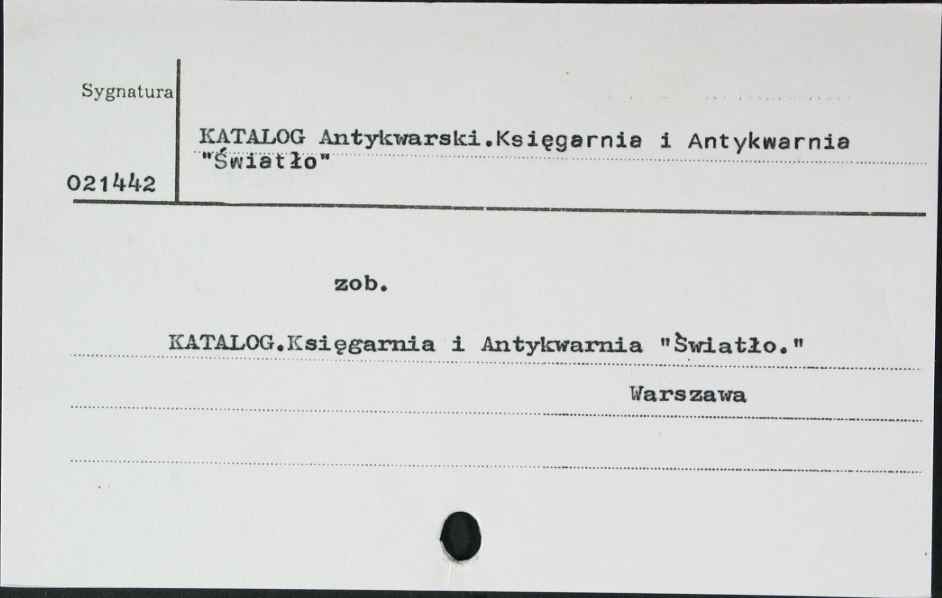 Sygnatura
KATALOG Antykwarski.Księgarnia i Antykwarnia
"Światło"
021442
zob.
KATALOG.Księgarnia i Antykwarnia "Światło."
Warszawa